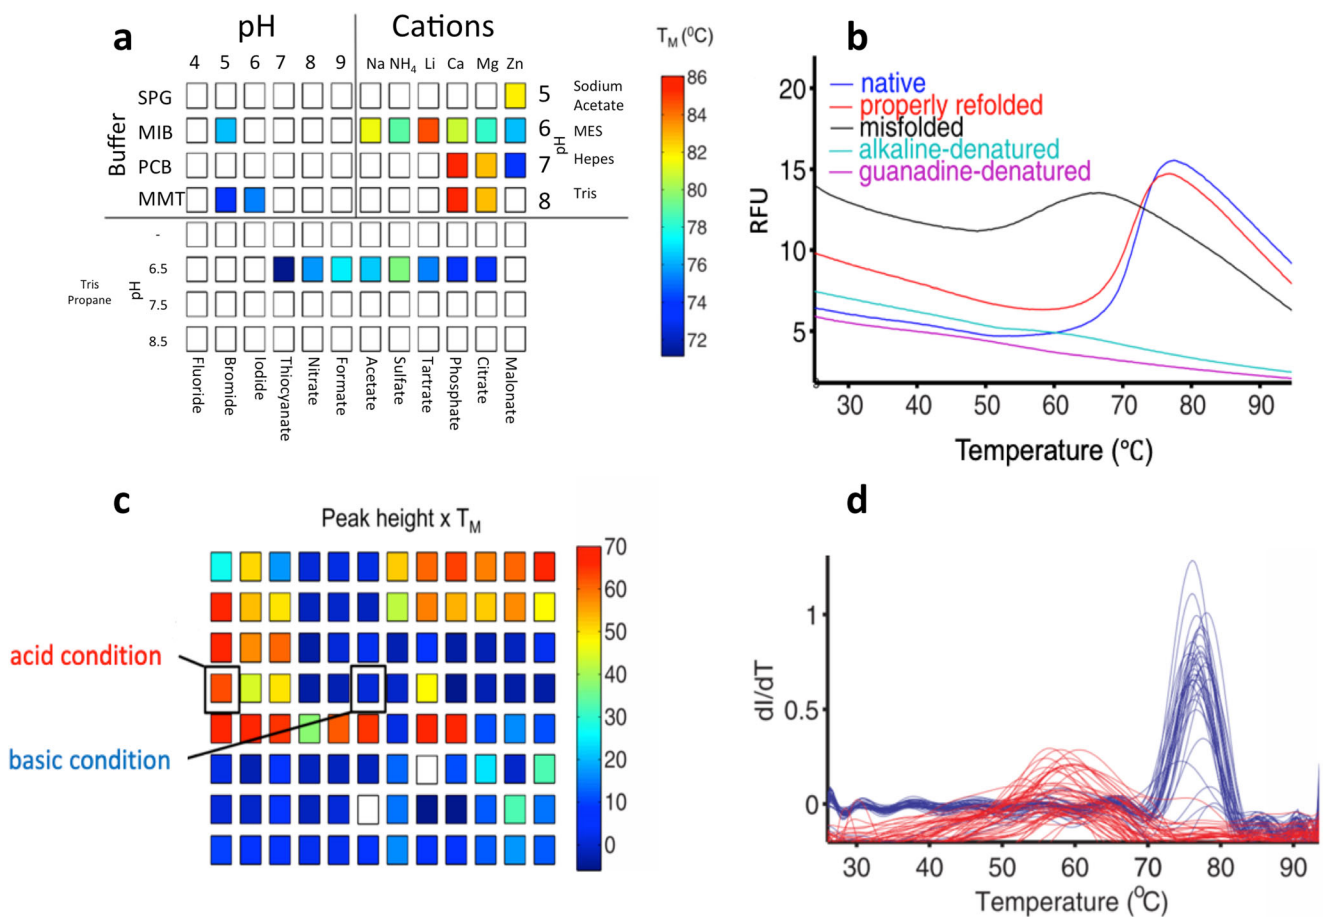 a
pH
Cations
4 5 6 7 8 9
Na NH4 Li Ca Mg Zn
Buffer
SPG
MIB
PCB
MMT
5
6
7
8
pH
Sodium
Acetate
MES
Hepes
Tris
-
6.5
7.5
8.5
pH
Tris
Propane
Fluoride
Bromide
Iodide
Thiocyanate
Nitrate
Formate
Acetate
Sulfate
Tartrate
Phosphate
Citrate
Malonate
TM (0C)
86
84
82
80
78
76
74
72
b
20
15
10
5
RFU
native
properly refolded
misfolded
alkaline-denatured
guanadine-denatured
30 40 50 60 70 80 90
Temperature (°C)
c
Peak height x TM
acid condition
basic condition
70
60
50
40
30
20
10
0
d
1
0.5
0
dI/dT
30 40 50 60 70 80 90
Temperature (°C)